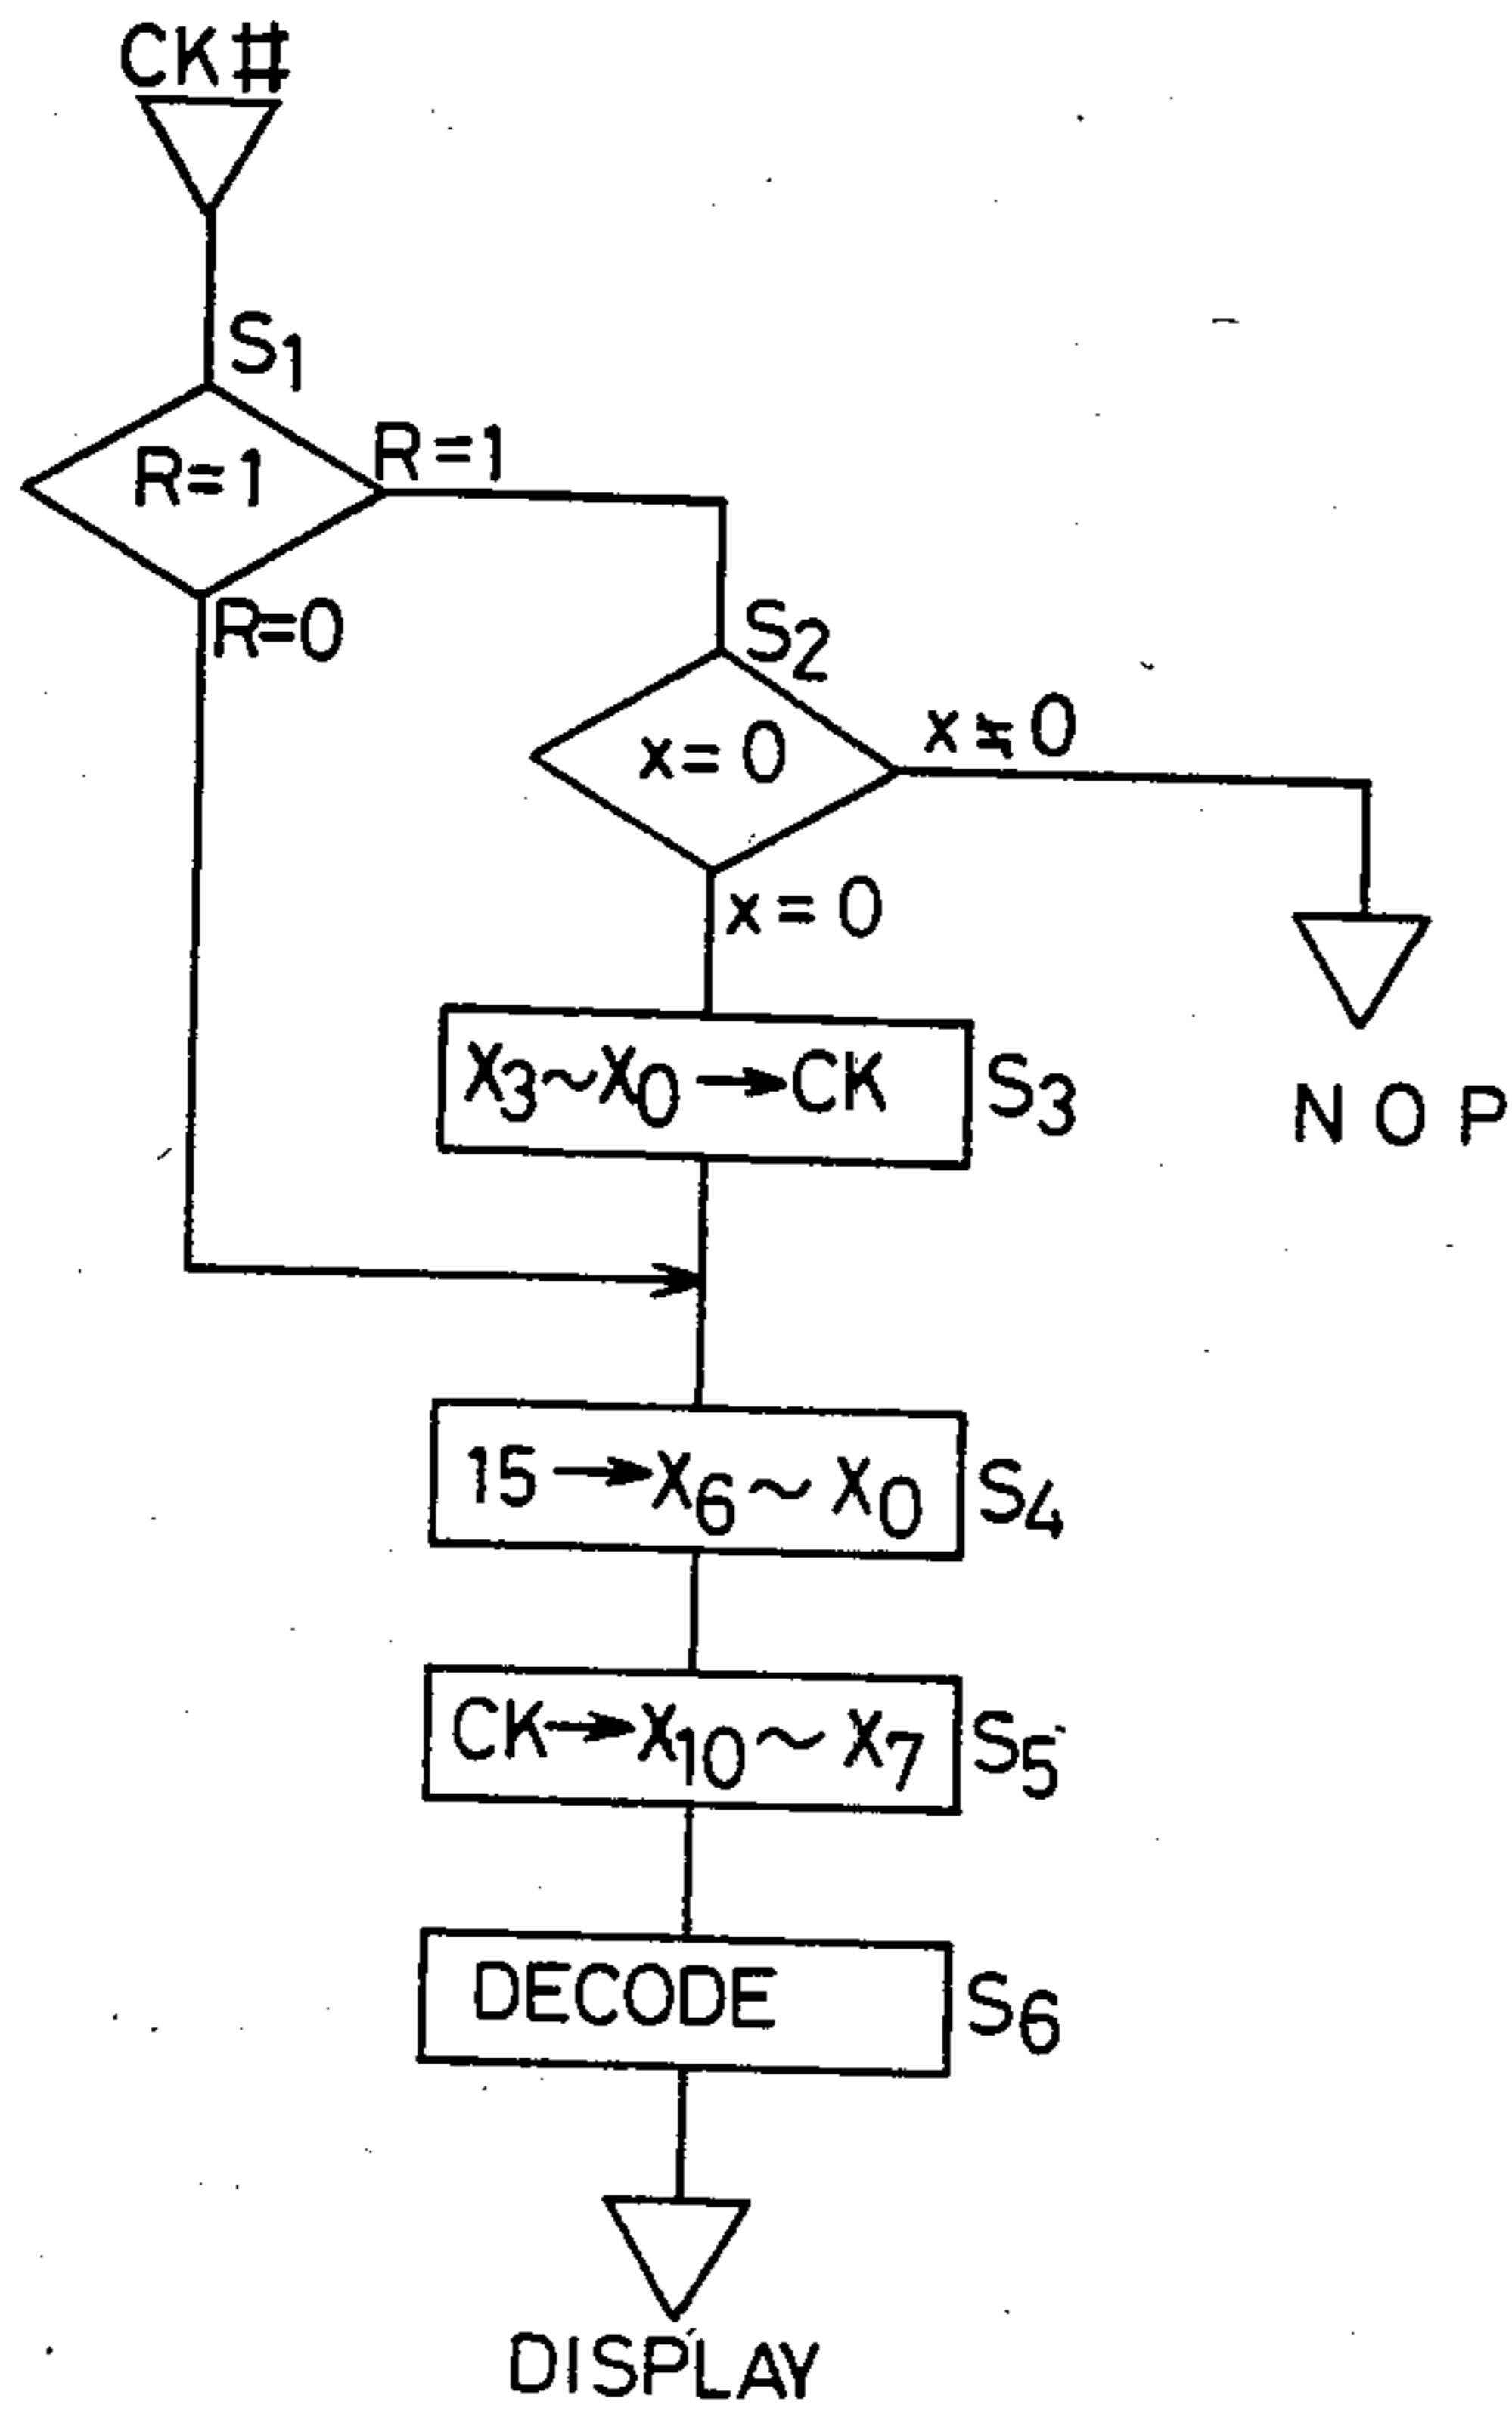 CK#
S1
R=1
R=1
R=0
S2
x=0
x≠0
x=0
X3~X0→CK
S3
NOP
15→X6~X0
S4
CK→X10~X7
S5
DECODE
S6
DISPLAY